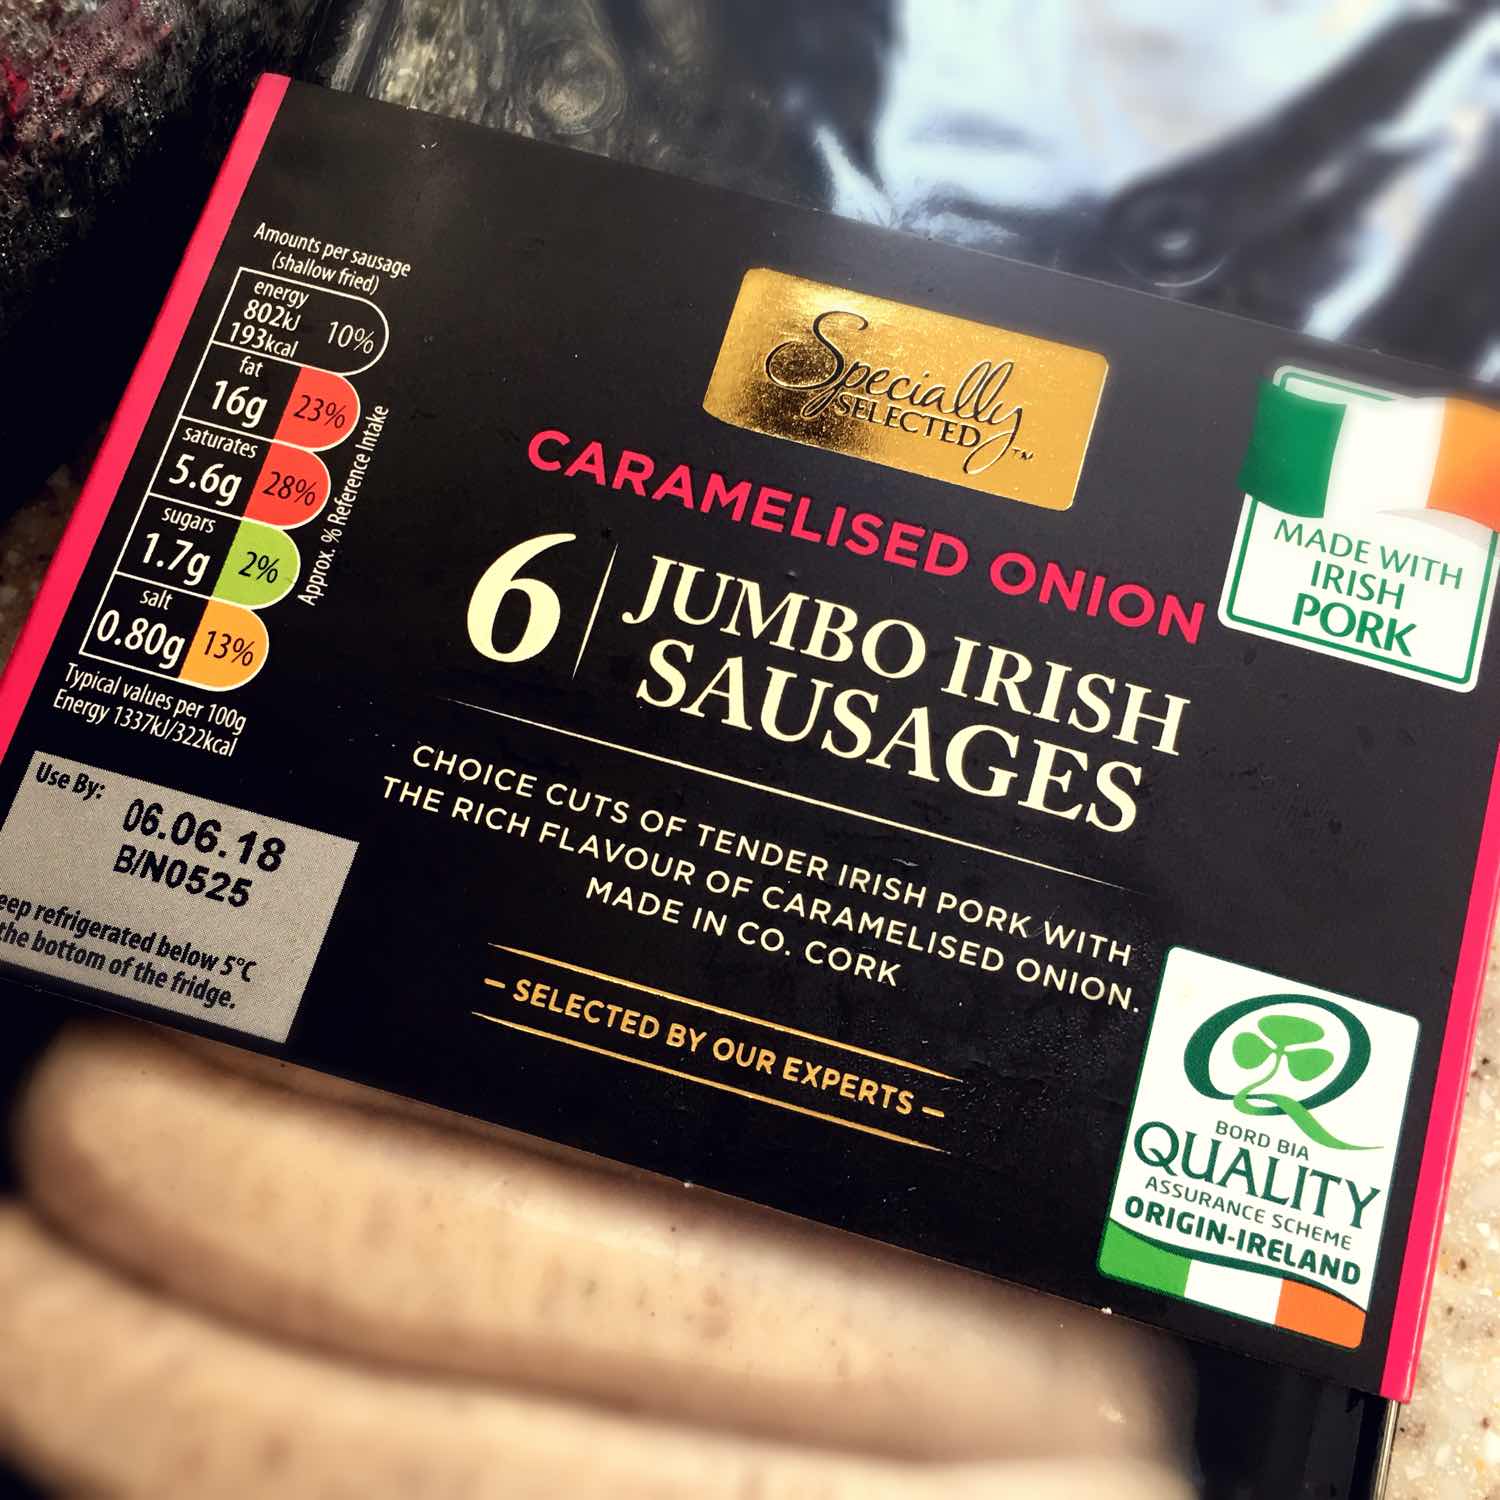 Amounts per sausage
(shallow fried)
energy
802kJ
193kcal
10%
fat
16g
23%
saturates
5.6g
28%
sugars
1.7g
2%
salt
0.80g
13%
Approx. % Reference Intake
Typical values per 100g
Energy 1337kJ/322kcal
Use By:
06.06.18
B/N0525
eep refrigerated below 5°C
the bottom of the fridge.
Specially
SELECTED™
CARAMELISED ONION
6 JUMBO IRISH
SAUSAGES
CHOICE CUTS OF TENDER IRISH PORK WITH
THE RICH FLAVOUR OF CARAMELISED ONION.
MADE IN CO. CORK
– SELECTED BY OUR EXPERTS –
MADE WITH
IRISH
PORK
BORD BIA
QUALITY
ASSURANCE SCHEME
ORIGIN-IRELAND